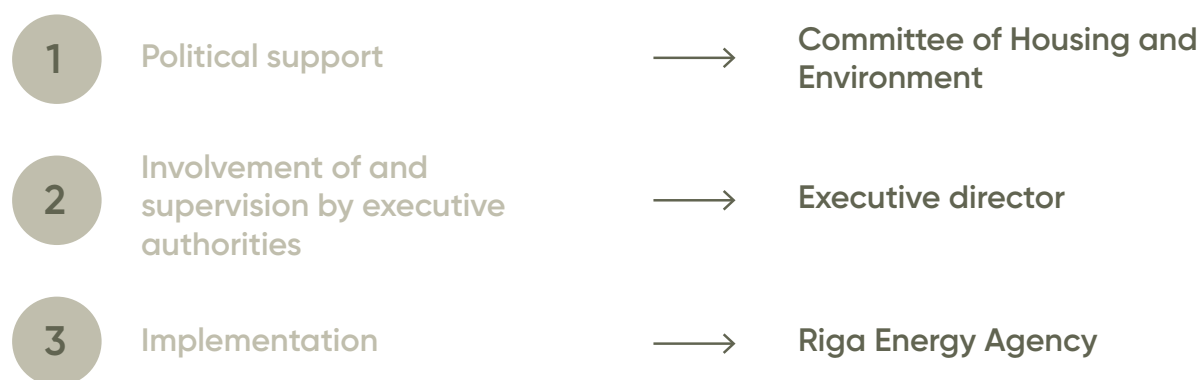 1
Political support
Committee of Housing and
Environment
2
Involvement of and
supervision by executive
authorities
Executive director
3
Implementation
Riga Energy Agency